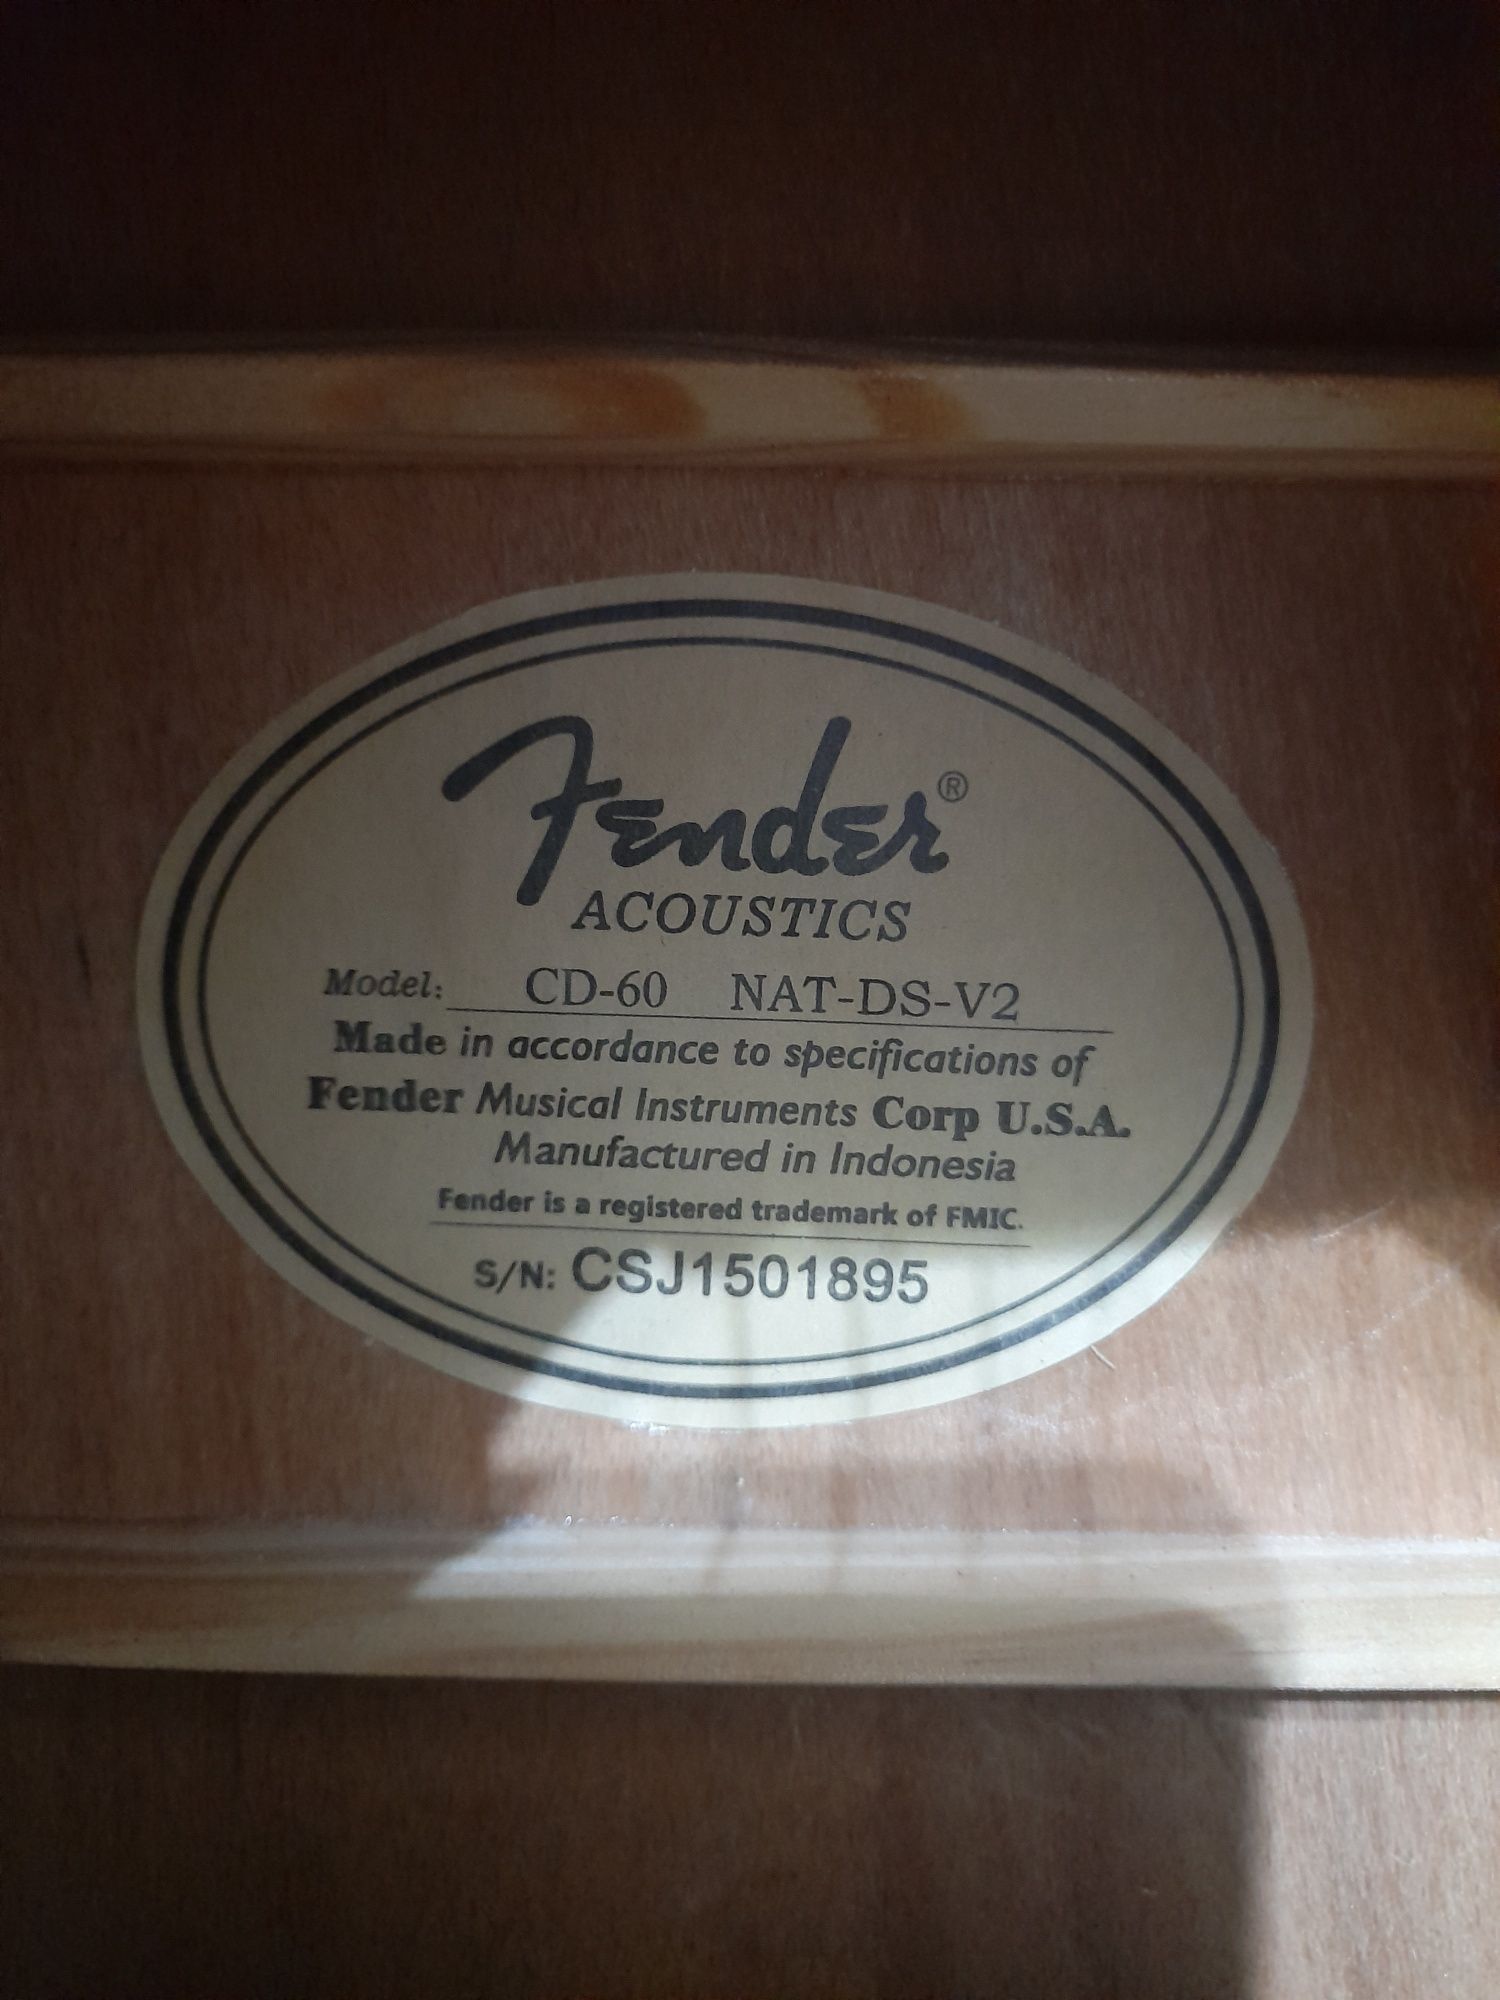 Fender®
ACOUSTICS
Model: CD-60 NAT-DS-V2
Made in accordance to specifications of
Fender Musical Instruments Corp U.S.A.
Manufactured in Indonesia
Fender is a registered trademark of FMIC.
S/N: CSJ1501895